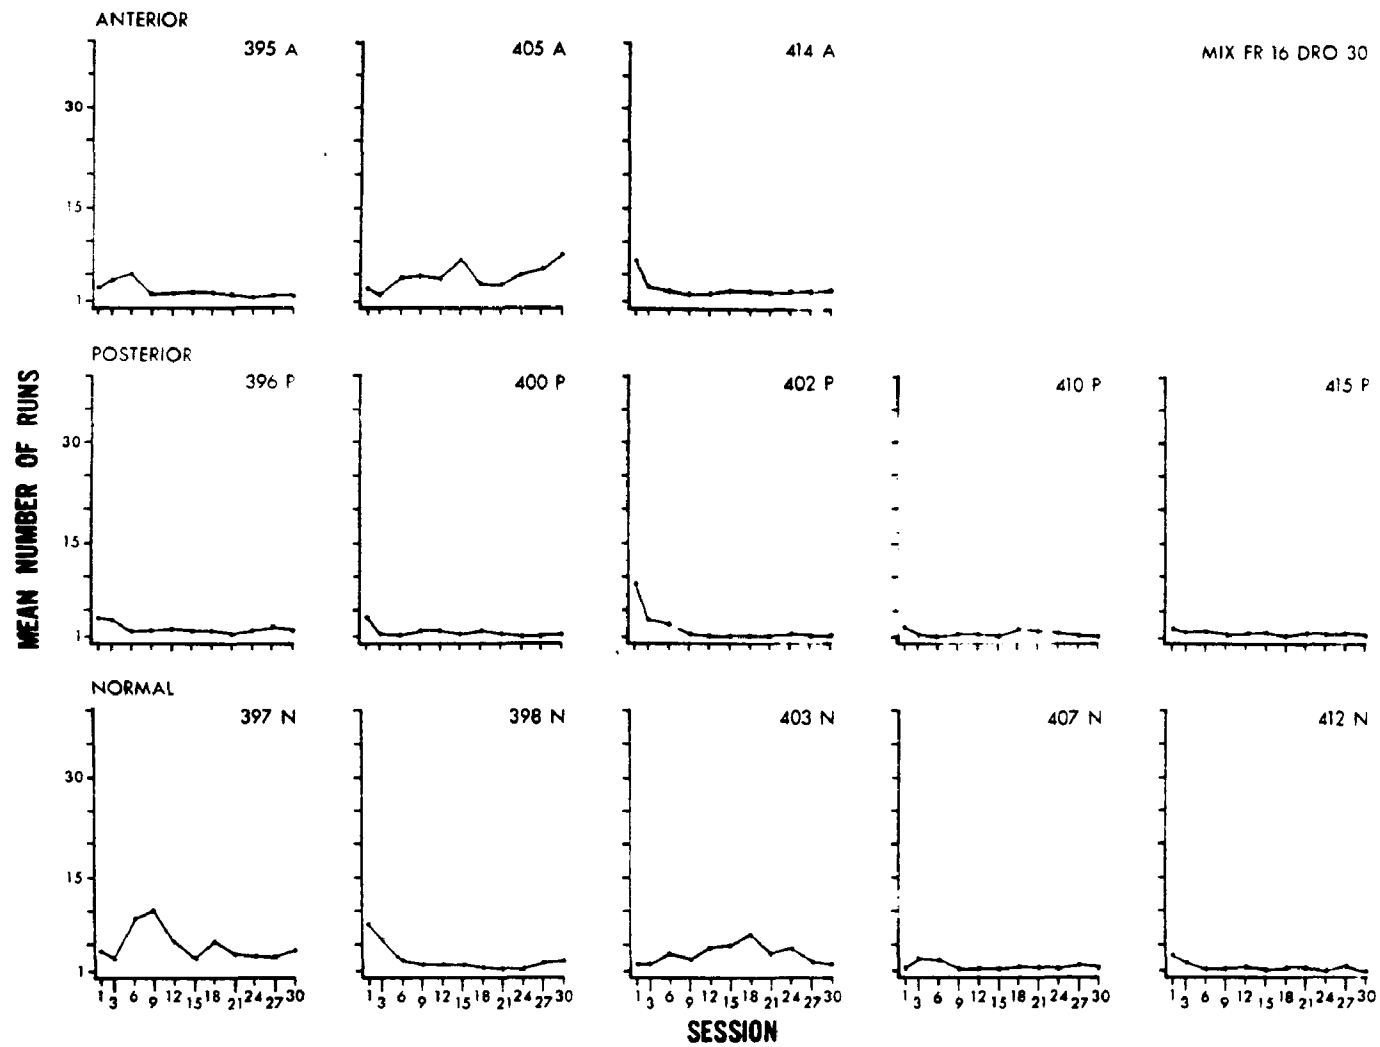 ANTERIOR
395 A
405 A
414 A
MIX FR 16 DRO 30
30
15
1
POSTERIOR
396 P
400 P
402 P
410 P
415 P
30
15
1
MEAN NUMBER OF RUNS
NORMAL
397 N
398 N
403 N
407 N
412 N
30
15
1
1 3 6 9 12 15 18 21 24 27 30
1 3 6 9 12 15 18 21 24 27 30
1 3 6 9 12 15 18 21 24 27 30
1 3 6 9 12 15 18 21 24 27 30
1 3 6 9 12 15 18 21 24 27 30
SESSION